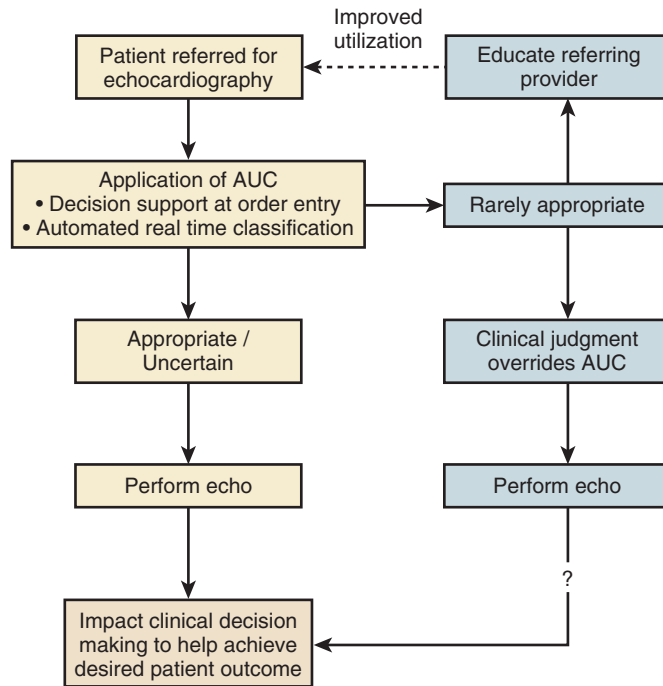 Improved
utilization
Patient referred for
echocardiography
Educate referring
provider
Application of AUC
• Decision support at order entry
• Automated real time classification
Rarely appropriate
Appropriate /
Uncertain
Clinical judgment
overrides AUC
Perform echo
Perform echo
?
Impact clinical decision
making to help achieve
desired patient outcome